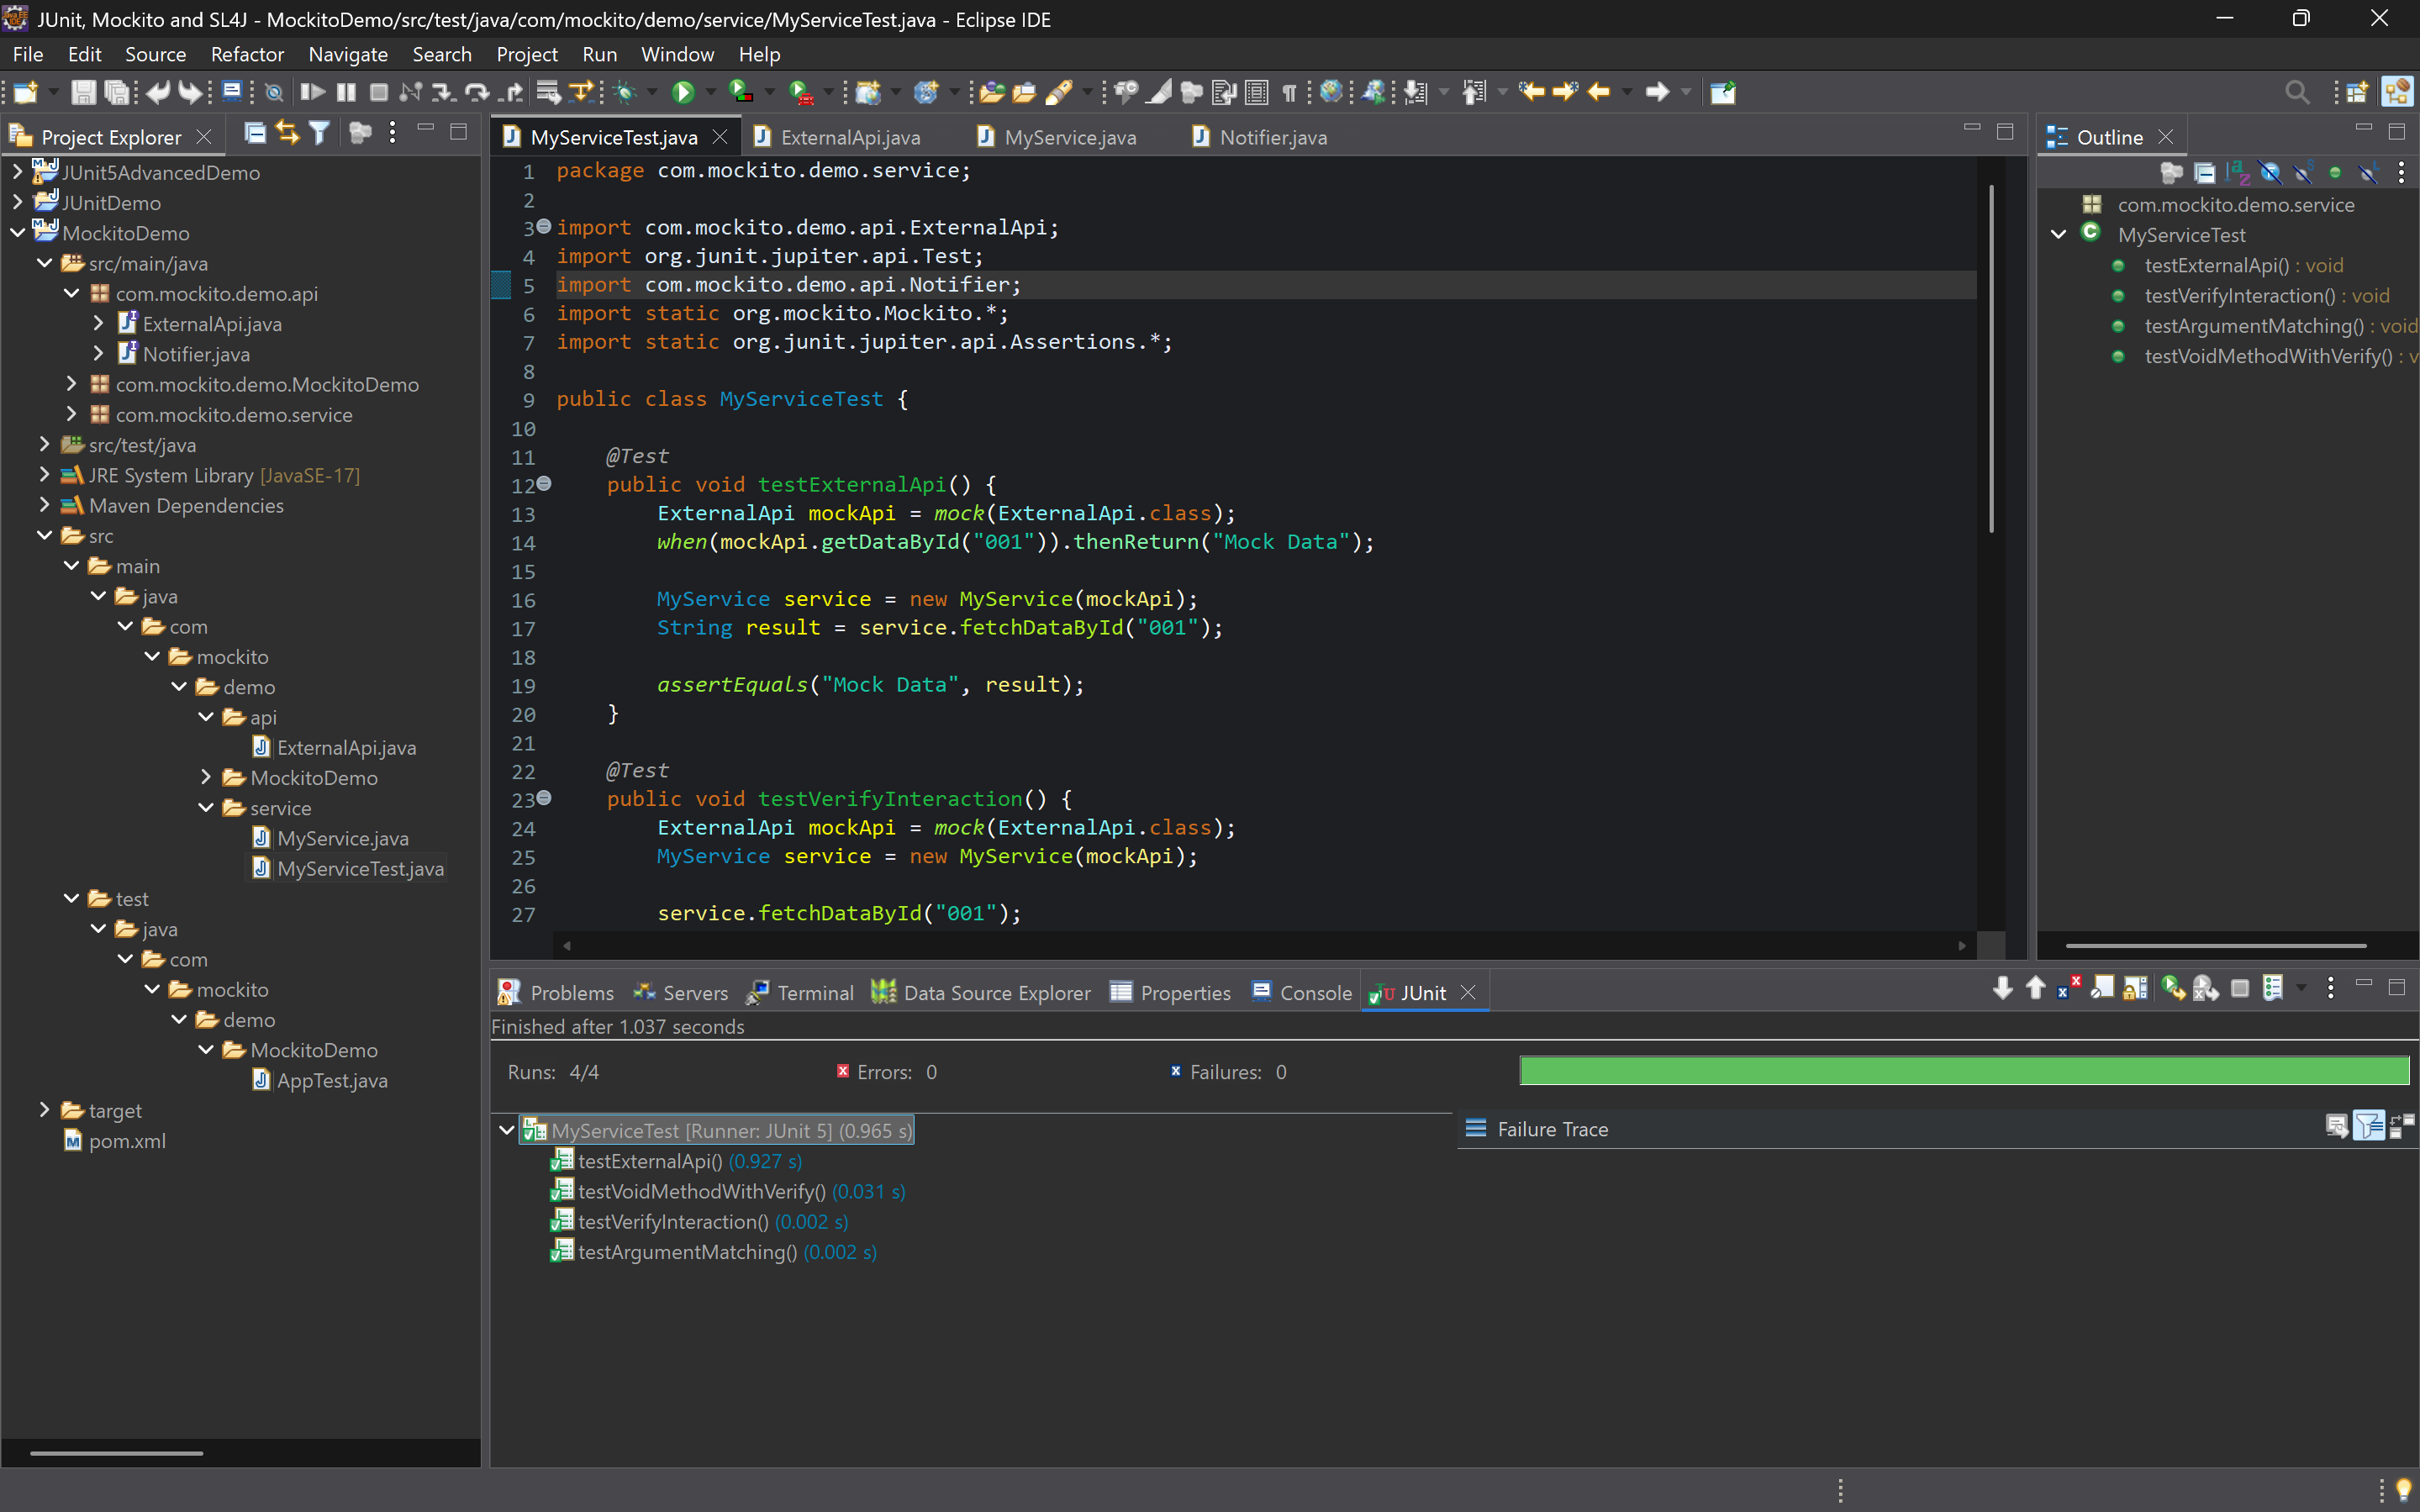 JUnit, Mockito and SL4J - MockitoDemo/src/test/java/com/mockito/demo/service/MyServiceTest.java - Eclipse IDE
File Edit Source Refactor Navigate Search Project Run Window Help
Project Explorer
JUnit5AdvancedDemo
JUnitDemo
MockitoDemo
src/main/java
com.mockito.demo.api
ExternalApi.java
Notifier.java
com.mockito.demo.MockitoDemo
com.mockito.demo.service
src/test/java
JRE System Library [JavaSE-17]
Maven Dependencies
src
main
java
com
mockito
demo
api
ExternalApi.java
MockitoDemo
service
MyService.java
MyServiceTest.java
test
java
com
mockito
demo
MockitoDemo
AppTest.java
target
pom.xml
MyServiceTest.java ExternalApi.java MyService.java Notifier.java
1 package com.mockito.demo.service;
2
3 import com.mockito.demo.api.ExternalApi;
4 import org.junit.jupiter.api.Test;
5 import com.mockito.demo.api.Notifier;
6 import static org.mockito.Mockito.*;
7 import static org.junit.jupiter.api.Assertions.*;
8
9 public class MyServiceTest {
10
11 @Test
12 public void testExternalApi() {
13 ExternalApi mockApi = mock(ExternalApi.class);
14 when(mockApi.getDataById("001")).thenReturn("Mock Data");
15
16 MyService service = new MyService(mockApi);
17 String result = service.fetchDataById("001");
18
19 assertEquals("Mock Data", result);
20 }
21
22 @Test
23 public void testVerifyInteraction() {
24 ExternalApi mockApi = mock(ExternalApi.class);
25 MyService service = new MyService(mockApi);
26
27 service.fetchDataById("001");
Outline
com.mockito.demo.service
MyServiceTest
testExternalApi() : void
testVerifyInteraction() : void
testArgumentMatching() : void
testVoidMethodWithVerify() : v
Problems Servers Terminal Data Source Explorer Properties Console JUnit
Finished after 1.037 seconds
Runs: 4/4 Errors: 0 Failures: 0
MyServiceTest [Runner: JUnit 5] (0.965 s)
testExternalApi() (0.927 s)
testVoidMethodWithVerify() (0.031 s)
testVerifyInteraction() (0.002 s)
testArgumentMatching() (0.002 s)
Failure Trace